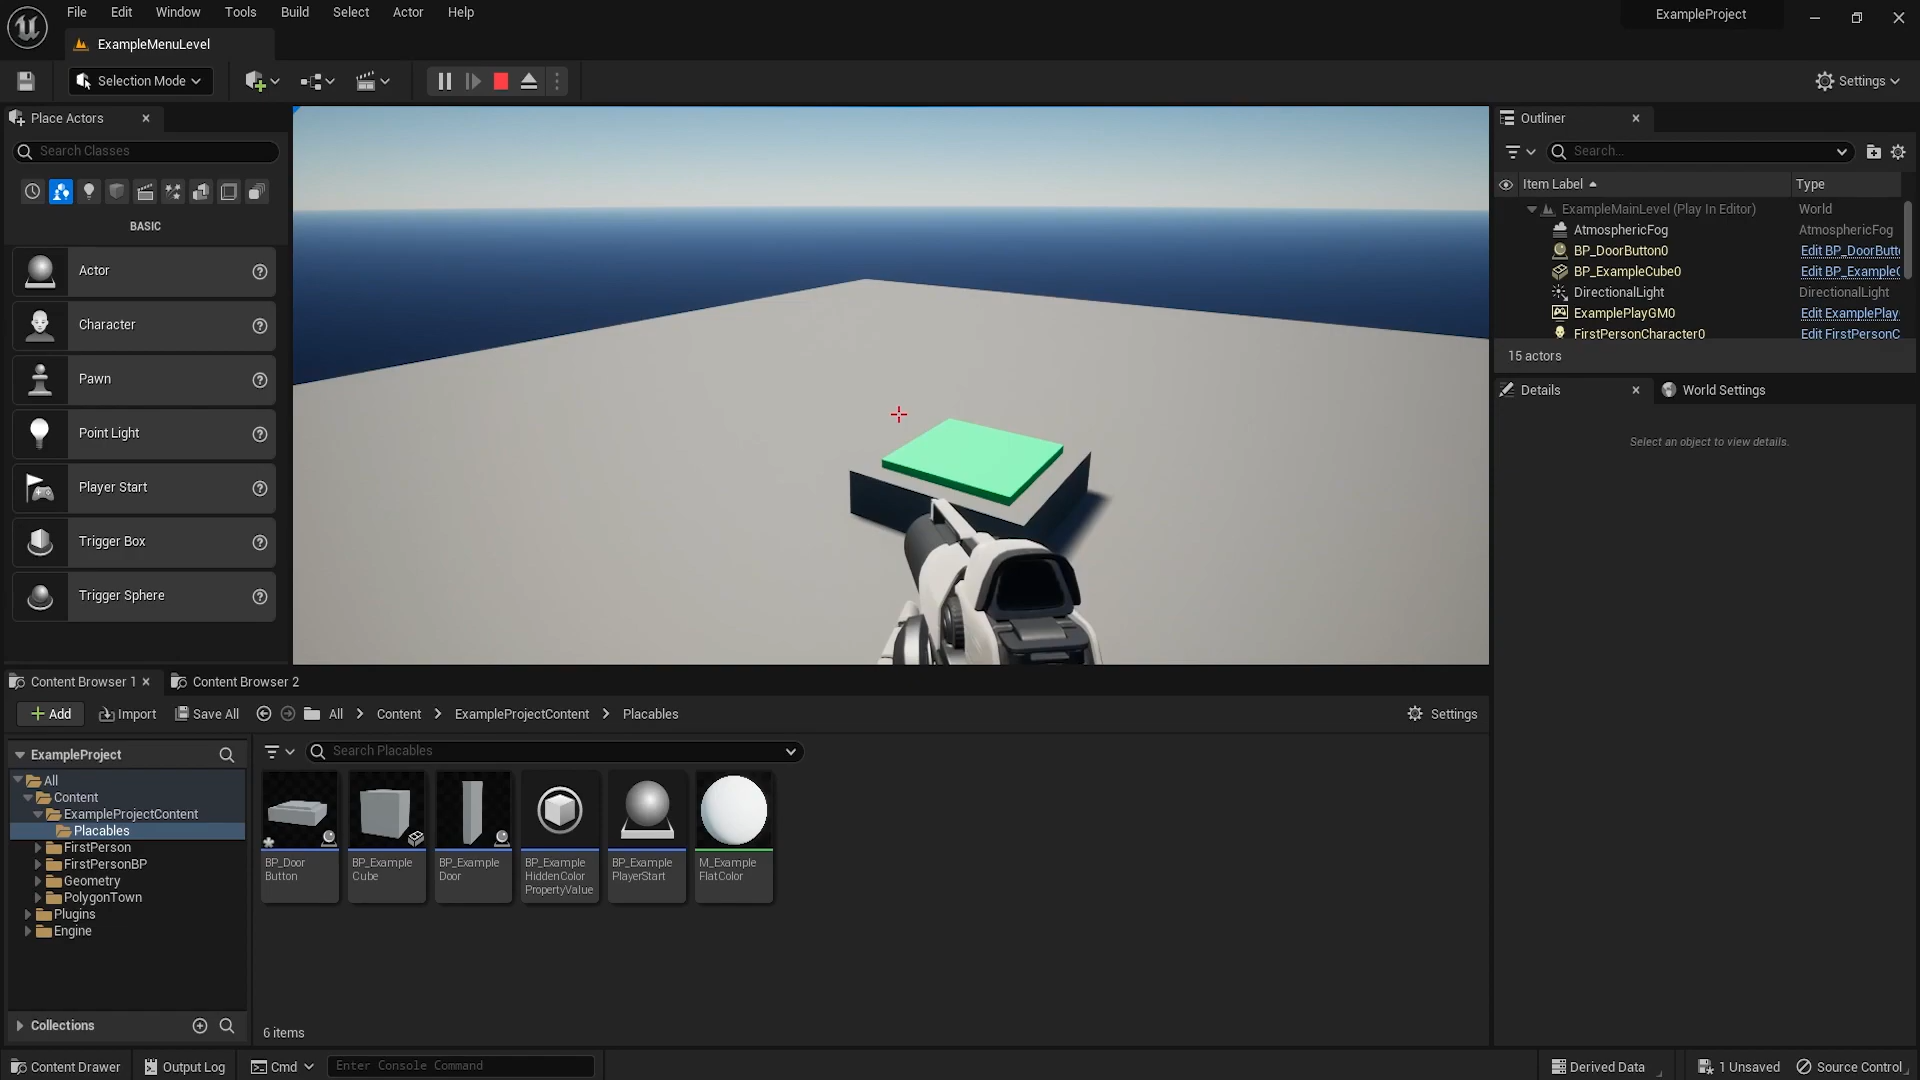 File Edit Window Tools Build Select Actor Help
ExampleProject
ExampleMenuLevel
Selection Mode
Settings
Place Actors
Search Classes
BASIC
Actor
Character
Pawn
Point Light
Player Start
Trigger Box
Trigger Sphere
Outliner
Search...
Item Label Type
ExampleMainLevel (Play In Editor) World
AtmosphericFog AtmosphericFog
BP_DoorButton0 Edit BP_DoorButt
BP_ExampleCube0 Edit BP_Example
DirectionalLight DirectionalLight
ExamplePlayGM0 Edit ExamplePlay
FirstPersonCharacter0 Edit FirstPersonC
15 actors
Details World Settings
Select an object to view details.
Content Browser 1 Content Browser 2
Add Import Save All All Content ExampleProjectContent Placables Settings
ExampleProject
Search Placables
All
Content
ExampleProjectContent
Placables
FirstPerson
FirstPersonBP
Geometry
PolygonTown
Plugins
Engine
BP_Door
Button
BP_Example
Cube
BP_Example
Door
BP_Example
HiddenColor
PropertyValue
BP_Example
PlayerStart
M_Example
FlatColor
Collections
6 items
Content Drawer Output Log Cmd Enter Console Command Derived Data 1 Unsaved Source Control